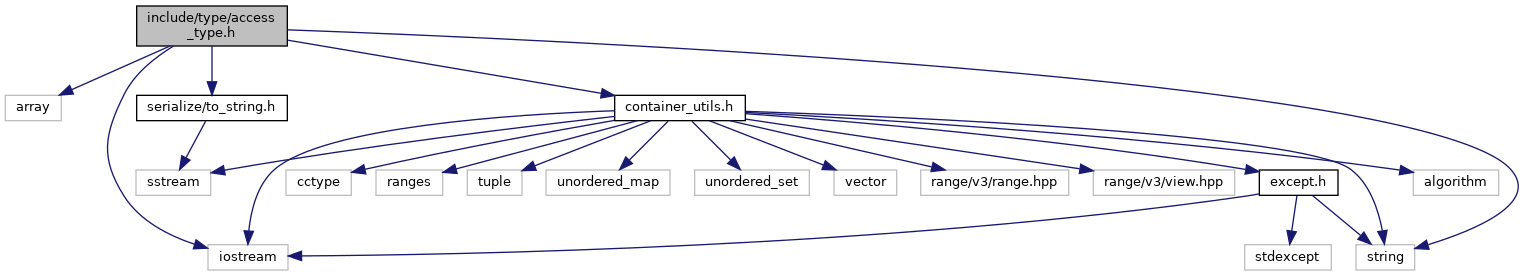 include/type/access
_type.h
array
serialize/to_string.h
container_utils.h
sstream
cctype
ranges
tuple
unordered_map
unordered_set
vector
range/v3/range.hpp
range/v3/view.hpp
except.h
algorithm
iostream
stdexcept
string